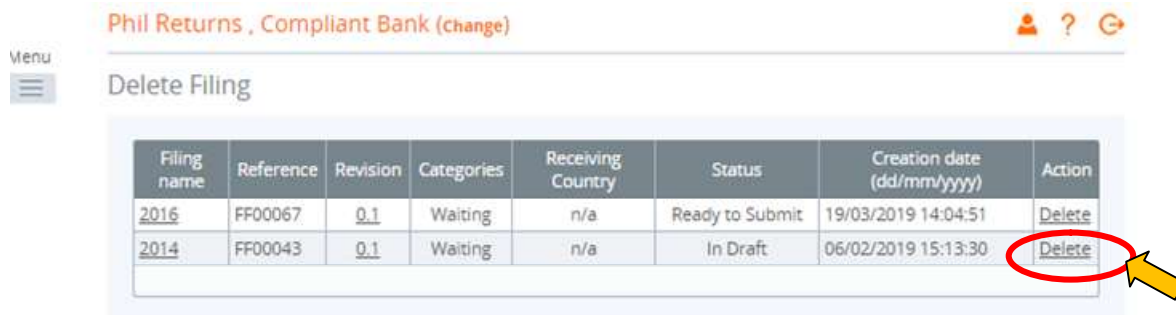 Phil Returns , Compliant Bank (Change)
?
Menu
Delete Filing
Filing name Reference Revision Categories Receiving Country Status Creation date (dd/mm/yyyy) Action
2016 FF00067 0.1 Waiting n/a Ready to Submit 19/03/2019 14:04:51 Delete
2014 FF00043 0.1 Waiting n/a In Draft 06/02/2019 15:13:30 Delete